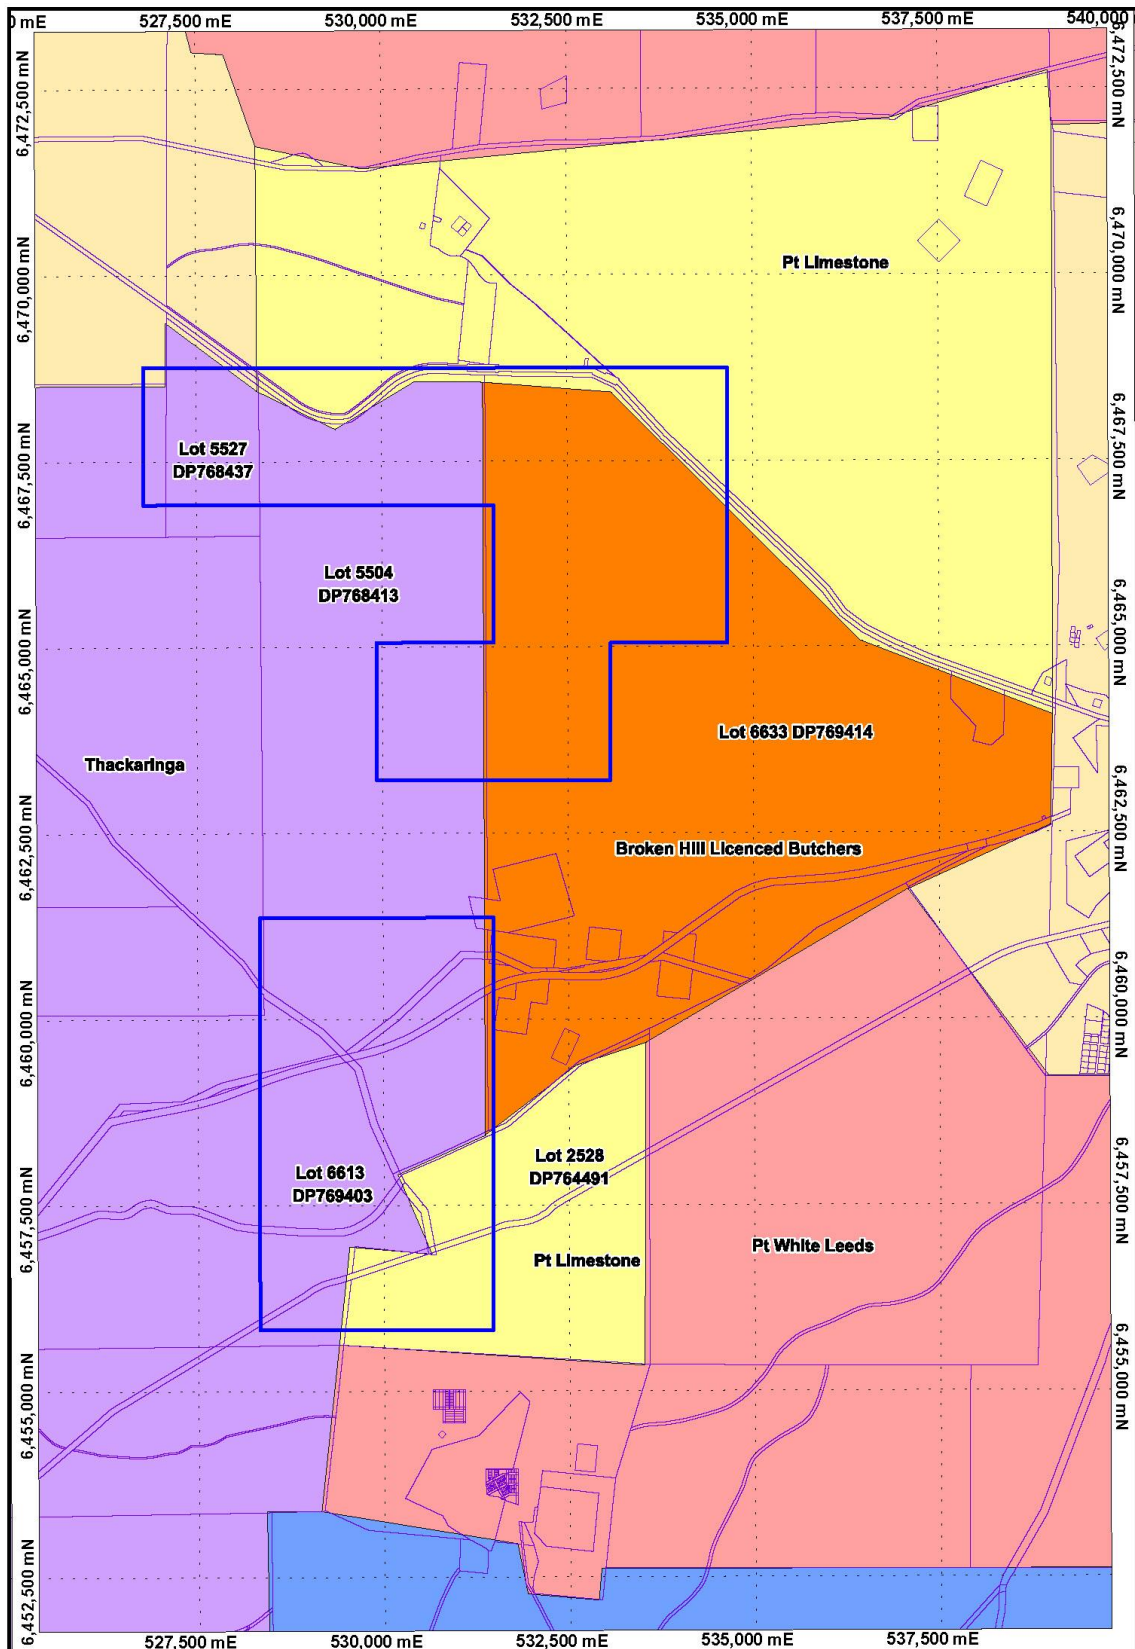 0 mE 527,500 mE 530,000 mE 532,500 mE 535,000 mE 537,500 mE 540,000
6,472,500 mN
6,472,500 mN
Pt Limestone
6,470,000 mN
6,470,000 mN
Lot 5527
DP768437
6,467,500 mN
6,467,500 mN
Lot 5504
DP768413
6,465,000 mN
6,465,000 mN
Lot 6633 DP769414
Thackaringa
6,462,500 mN
6,462,500 mN
Broken Hill Licenced Butchers
6,460,000 mN
6,460,000 mN
Lot 2528
DP764491
Lot 6613
DP769403
6,457,500 mN
6,457,500 mN
Pt White Leeds
Pt Limestone
6,455,000 mN
6,455,000 mN
6,452,500 mN
527,500 mE 530,000 mE 532,500 mE 535,000 mE 537,500 mE